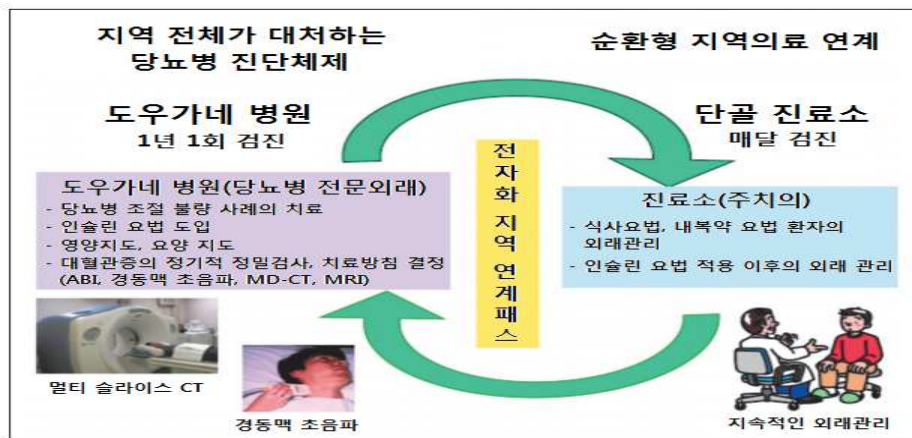 지역 전체가 대처하는
당뇨병 진단체제
순환형 지역의료 연계
도우가네 병원
1년 1회 검진
단골 진료소
매달 검진
전자화 지역 연계패스
도우가네 병원(당뇨병 전문외래)
- 당뇨병 조절 불량 사례의 치료
- 인슐린 요법 도입
- 영양지도, 요양 지도
- 대혈관증의 정기적 정밀검사, 치료방침 결정
(ABI, 경동맥 초음파, MD-CT, MRI)
진료소(주치의)
- 식사요법, 내복약 요법 환자의
외래관리
- 인슐린 요법 적용 이후의 외래 관리
멀티 슬라이스 CT
경동맥 초음파
지속적인 외래관리